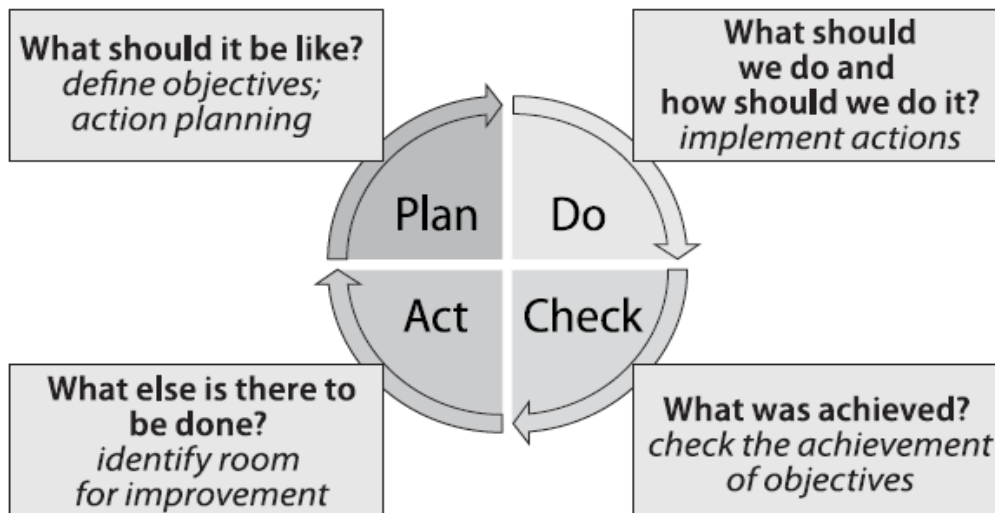 What should it be like?
define objectives;
action planning
What should
we do and
how should we do it?
implement actions
Plan
Do
Act
Check
What else is there to
be done?
identify room
for improvement
What was achieved?
check the achievement
of objectives